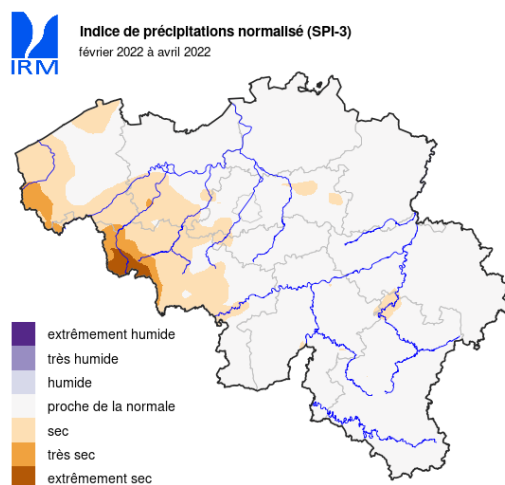 Indice de précipitations normalisé (SPI-3)
février 2022 à avril 2022
IRM
extrêmement humide
très humide
humide
proche de la normale
sec
très sec
extrêmement sec